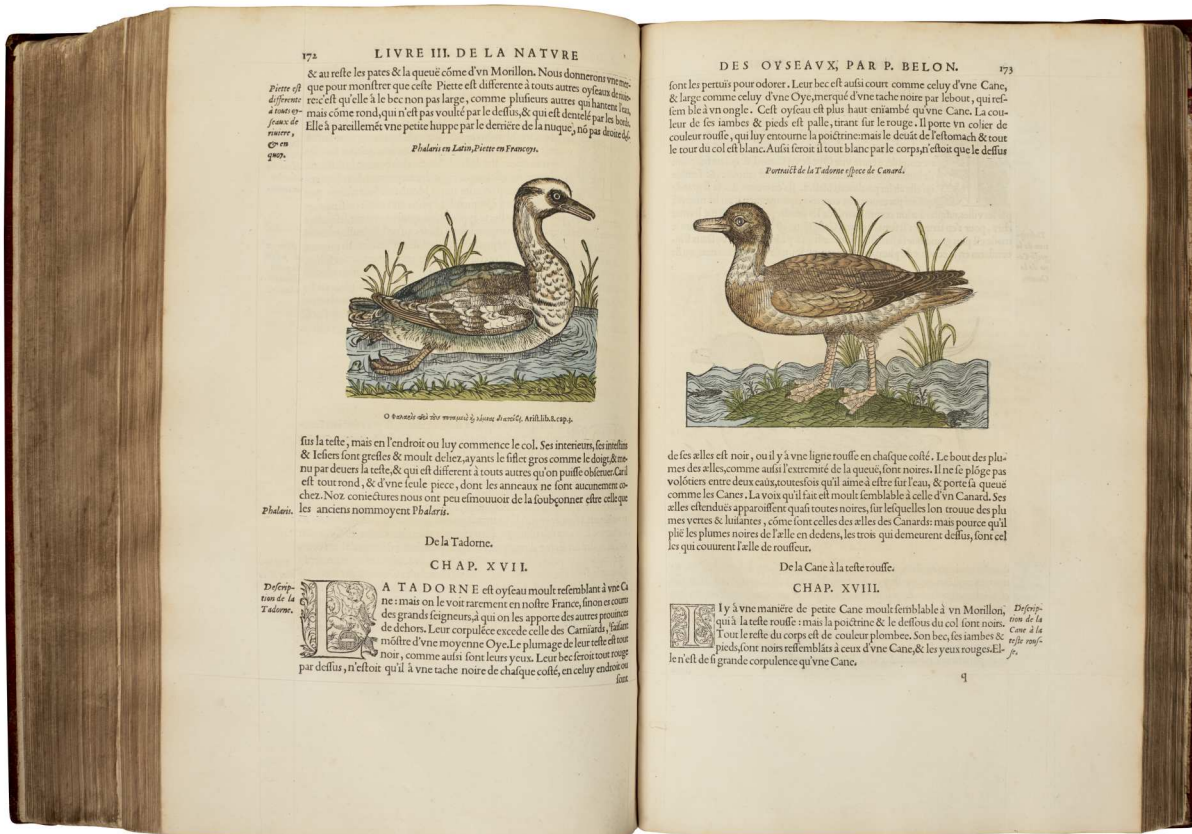 172 LIVRE III. DE LA NATVRE
& au reſte les pates & la queuë cõme d'vn Morillon. Nous donnerons vne mer-
que pour monſtrer que ceſte Piette eſt differente à touts autres oyſeaux de riuie-
re: c'eſt qu'elle à le bec non pas large, comme pluſieurs autres qui hantent l'eau,
mais cõme rond, qui n'eſt pas voulté par le deſſus, & qui eſt dentelé par les bords.
Elle à pareillemẽt vne petite huppe par le derriere de la nuque, nõ pas droite deſ-
Piette eſt
differente
à touts oy-
ſeaux de
riuiere,
& en
quoy.
Phalaris en Latin, Piette en Francoys.
Ariſt. lib. 8. cap. 3.
ſus la teſte, mais en l'endroit ou luy commence le col. Ses interieurs, ſes inteſtins
& Ieſiers ſont greſles & moult deliez, ayants le ſiflet gros comme le doigt, & me-
nu par deuers la teſte, & qui eſt different à touts autres qu'on puiſſe obſeruer. Car il
eſt tout rond, & d'vne ſeule piece, dont les anneaux ne ſont aucunement co-
chez. Noz coniectures nous ont peu eſmouuoir de la ſoubçonner eſtre celle que
les anciens nommoyent Phalaris.
Phalaris.
De la Tadorne.
CHAP. XVII.
Deſcrip-
tion de la
Tadorne.
LA TADORNE eſt oyſeau moult reſemblant à vne Ca
ne: mais on le voit rarement en noſtre France, ſinon es cours
des grands ſeigneurs, à qui on les apporte des autres prouinces
de dehors. Leur corpulẽce excede celle des Canards, faiſant
mõſtre d'vne moyenne Oye. Le plumage de leur teſte eſt tout
noir, comme auſſi ſont leurs yeux. Leur bec ſeroit tout rouge
par deſſus, n'eſtoit qu'il à vne tache noire de chaſque coſté, en celuy endroit ou
ſont
DES OYSEAVX, PAR P. BELON. 173
ſont les pertuis pour odorer. Leur bec eſt auſſi court comme celuy d'vne Cane,
& large comme celuy d'vne Oye, merqué d'vne tache noire par le bout, qui reſ-
ſem ble à vn ongle. Ceſt oyſeau eſt plus haut eniambé qu'vne Cane. La cou-
leur de ſes iambes & pieds eſt palle, tirant ſur le rouge. Il porte vn colier de
couleur rouſſe, qui luy entourne la poictrine: mais le deuãt de l'eſtomach & tout
le tour du col eſt blanc. Auſſi ſeroit il tout blanc par le corps, n'eſtoit que le deſſus
Portraict de la Tadorne eſpece de Canard.
de ſes ælles eſt noir, ou il y à vne ligne rouſſe en chaſque coſté. Le bout des plu-
mes des ælles, comme auſſi l'extremité de la queuë, ſont noires. Il ne ſe plõge pas
volõtiers entre deux eaux, toutesfois qu'il aime à eſtre ſur l'eau, & porte ſa queuë
comme les Canes. La voix qu'il fait eſt moult ſemblable à celle d'vn Canard. Ses
ælles eſtenduës apparoiſſent quaſi toutes noires, ſur leſquelles lon trouue des plu
mes vertes & luiſantes, cõme ſont celles des ælles des Canards: mais pource qu'il
plie les plumes noires de l'ælle en dedens, les trois qui demeurent deſſus, ſont cel
les qui couurent l'ælle de rouſſeur.
De la Cane à la teſte rouſſe.
CHAP. XVIII.
Il y à vne maniere de petite Cane moult ſemblable à vn Morillon,
qui à la teſte rouſſe: mais la poictrine & le deſſous du col ſont noirs.
Tout le reſte du corps eſt de couleur plombee. Son bec, ſes iambes &
pieds, ſont noirs reſſemblãts à ceux d'vne Cane, & les yeux rouges. El-
le n'eſt de ſi grande corpulence qu'vne Cane.
Deſcrip-
tion de la
Cane à la
teſte rouſ-
ſe.
q